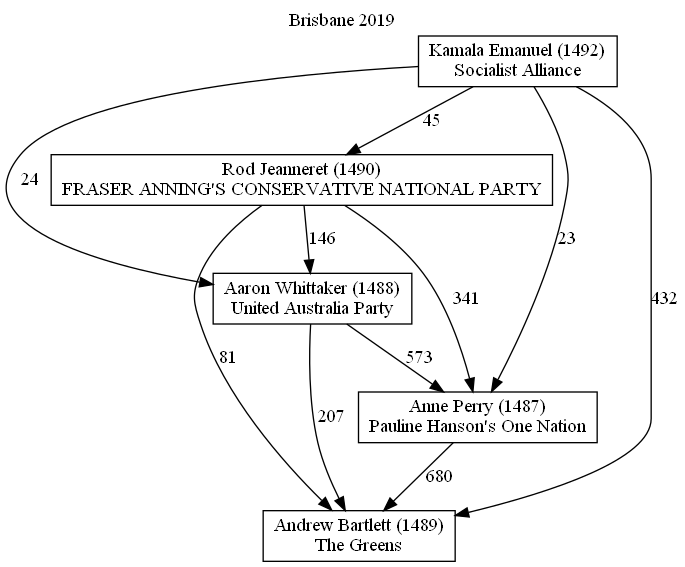 Brisbane 2019
Kamala Emanuel (1492)
Socialist Alliance
45
24
Rod Jeanneret (1490)
FRASER ANNING'S CONSERVATIVE NATIONAL PARTY
146
23
Aaron Whittaker (1488)
United Australia Party
341
432
81
573
Anne Perry (1487)
Pauline Hanson's One Nation
207
680
Andrew Bartlett (1489)
The Greens